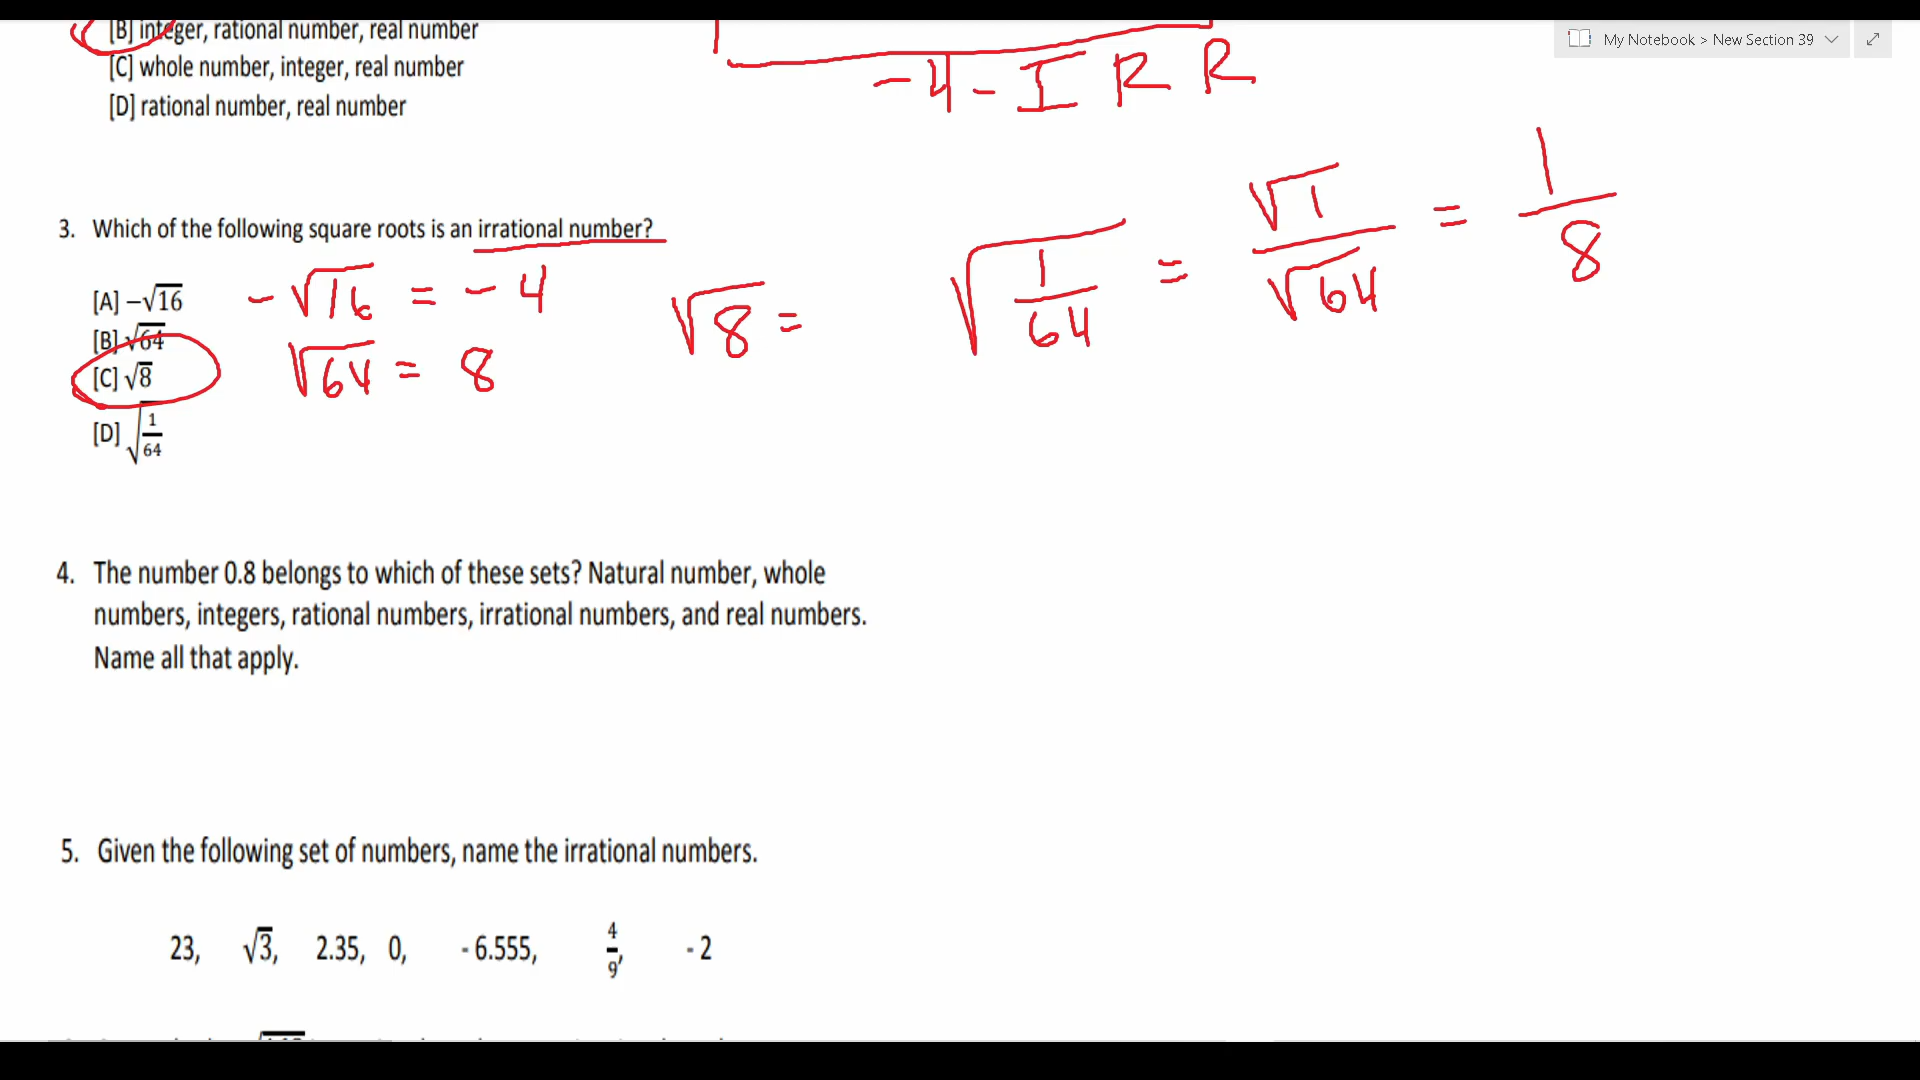 [B] integer, rational number, real number
My Notebook > New Section 39
[C] whole number, integer, real number
-4 - I R R
[D] rational number, real number
3. Which of the following square roots is an irrational number?
[A] −√16
-√16 = -4
[B] √64
√64 = 8
[C] √8
√8 =
[D] √(1/64)
√(1/64) = √1/√64 = 1/8
4. The number 0.8 belongs to which of these sets? Natural number, whole
numbers, integers, rational numbers, irrational numbers, and real numbers.
Name all that apply.
5. Given the following set of numbers, name the irrational numbers.
23, √3, 2.35, 0, - 6.555, 4/9, - 2